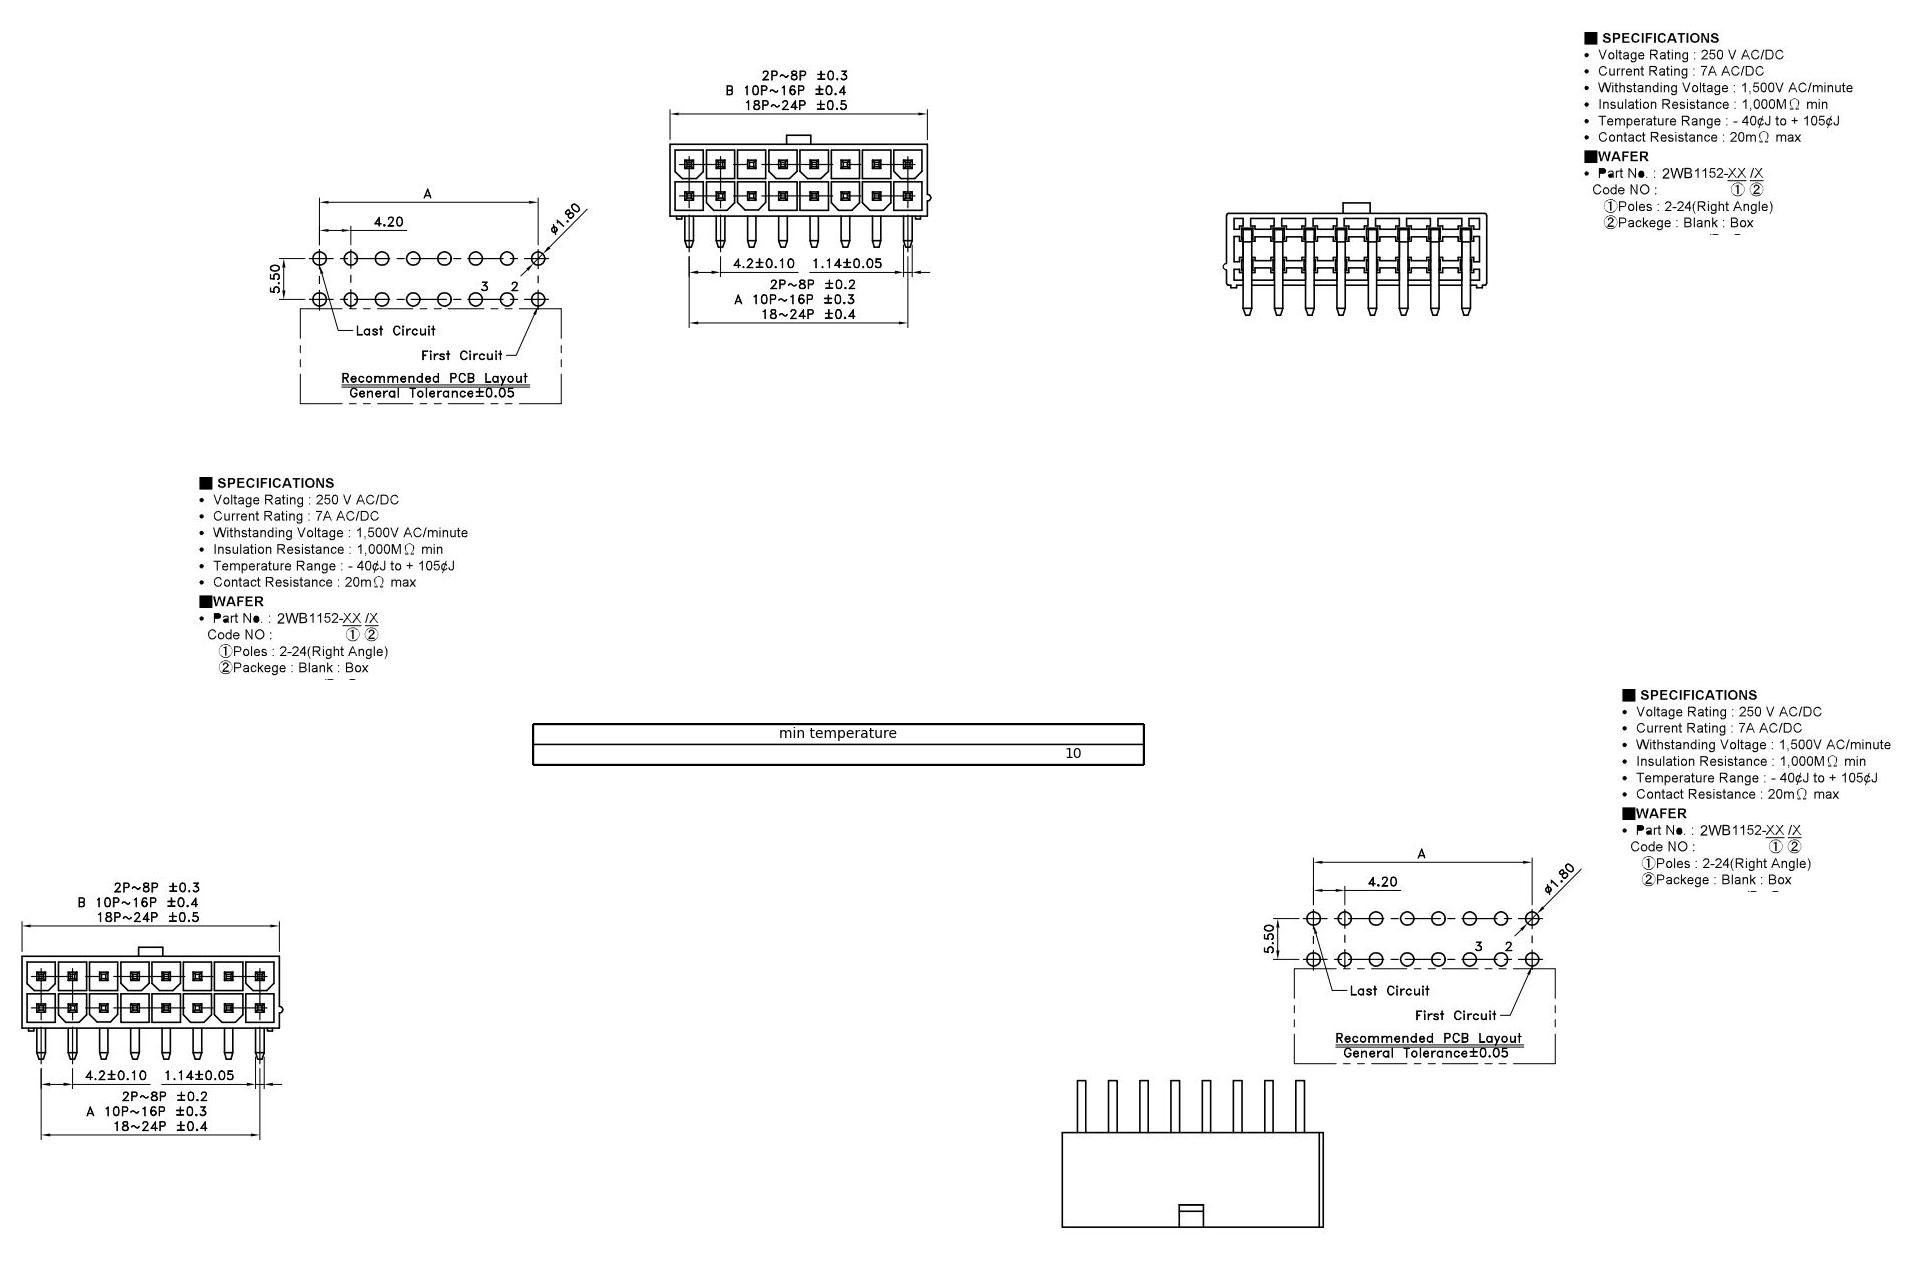 ■ SPECIFICATIONS
• Voltage Rating : 250 V AC/DC
• Current Rating : 7A AC/DC
• Withstanding Voltage : 1,500V AC/minute
• Insulation Resistance : 1,000MΩ min
• Temperature Range : - 40¢J to + 105¢J
• Contact Resistance : 20mΩ max
■WAFER
• Part No. : 2WB1152-XX /X
Code NO : ① ②
①Poles : 2-24(Right Angle)
②Packege : Blank : Box
2P~8P ±0.3
B 10P~16P ±0.4
18P~24P ±0.5
4.2±0.10 1.14±0.05
2P~8P ±0.2
A 10P~16P ±0.3
18~24P ±0.4
A
4.20
ø1.80
5.50
3 2
Last Circuit
First Circuit
Recommended PCB Layout
General Tolerance±0.05
■ SPECIFICATIONS
• Voltage Rating : 250 V AC/DC
• Current Rating : 7A AC/DC
• Withstanding Voltage : 1,500V AC/minute
• Insulation Resistance : 1,000MΩ min
• Temperature Range : - 40¢J to + 105¢J
• Contact Resistance : 20mΩ max
■WAFER
• Part No. : 2WB1152-XX /X
Code NO : ① ②
①Poles : 2-24(Right Angle)
②Packege : Blank : Box
min temperature
10
■ SPECIFICATIONS
• Voltage Rating : 250 V AC/DC
• Current Rating : 7A AC/DC
• Withstanding Voltage : 1,500V AC/minute
• Insulation Resistance : 1,000MΩ min
• Temperature Range : - 40¢J to + 105¢J
• Contact Resistance : 20mΩ max
■WAFER
• Part No. : 2WB1152-XX /X
Code NO : ① ②
①Poles : 2-24(Right Angle)
②Packege : Blank : Box
A
4.20
ø1.80
5.50
3 2
Last Circuit
First Circuit
Recommended PCB Layout
General Tolerance±0.05
2P~8P ±0.3
B 10P~16P ±0.4
18P~24P ±0.5
4.2±0.10 1.14±0.05
2P~8P ±0.2
A 10P~16P ±0.3
18~24P ±0.4